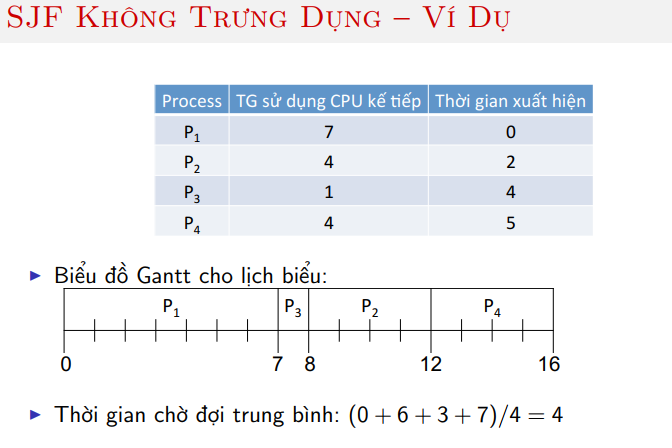 SJF KHÔNG TRƯNG DỤNG – VÍ DỤ
Process TG sử dụng CPU kế tiếp Thời gian xuất hiện
P1 7 0
P2 4 2
P3 1 4
P4 4 5
Biểu đồ Gantt cho lịch biểu:
P1 P3 P2 P4
0 7 8 12 16
Thời gian chờ đợi trung bình: (0 + 6 + 3 + 7)/4 = 4